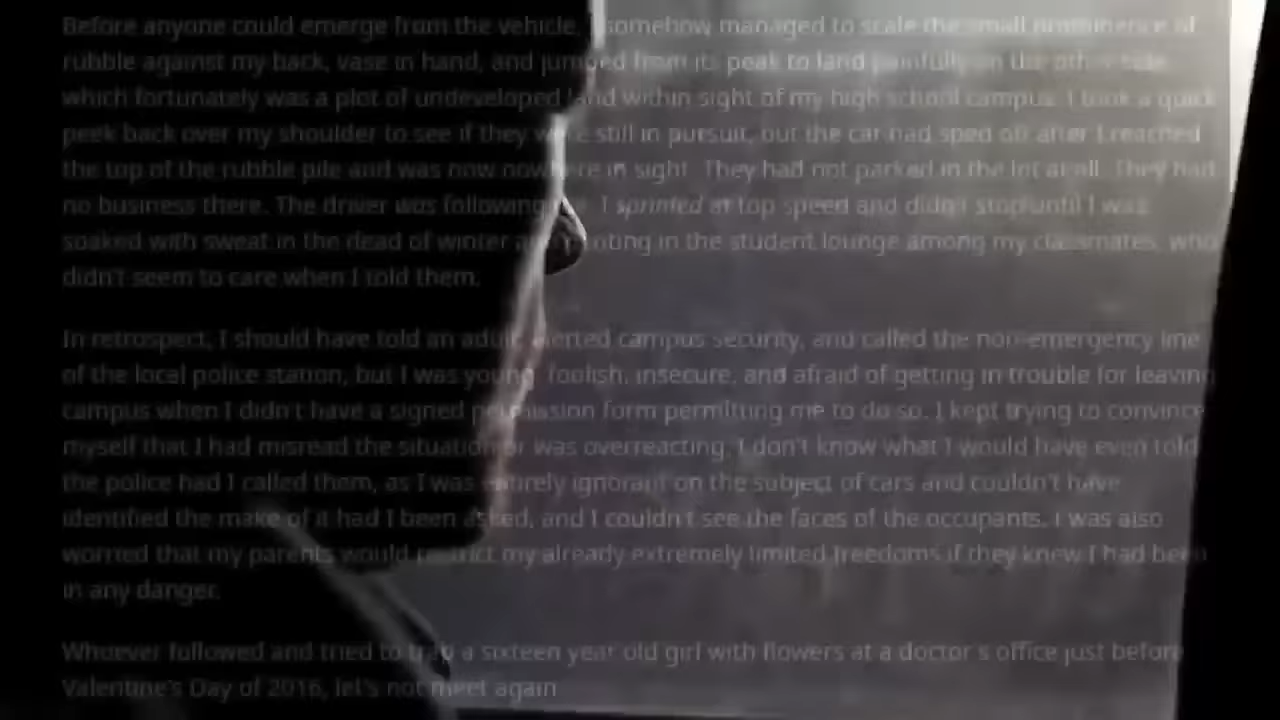 Before anyone could emerge from the vehicle, I somehow managed to scale the small prominence of
rubble against my back, vase in hand, and jumped from its peak to land painfully on the other side,
which fortunately was a plot of undeveloped land within sight of my high school campus. I took a quick
peek back over my shoulder to see if they were still in pursuit, but the car had sped off after I reached
the top of the rubble pile and was now nowhere in sight. They had not parked in the lot at all. They had
no business there. The driver was following me. I sprinted at top speed and didn't stop until I was
soaked with sweat in the dead of winter and panting in the student lounge among my classmates, who
didn't seem to care when I told them.
In retrospect, I should have told an adult, alerted campus security, and called the non-emergency line
of the local police station, but I was young, foolish, insecure, and afraid of getting in trouble for leaving
campus when I didn't have a signed permission form permitting me to do so. I kept trying to convince
myself that I had misread the situation or was overreacting. I don't know what I would have even told
the police had I called them, as I was entirely ignorant on the subject of cars and couldn't have
identified the make of it had I been asked, and I couldn't see the faces of the occupants. I was also
worried that my parents would restrict my already extremely limited freedoms if they knew I had been
in any danger.
Whoever followed and tried to grab a sixteen year old girl with flowers at a doctor's office just before
Valentine's Day of 2016, let's not meet again